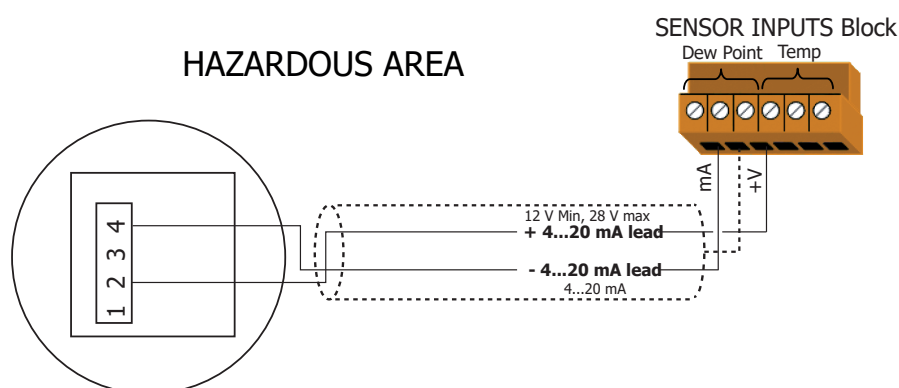 SENSOR INPUTS Block
Dew Point Temp
HAZARDOUS AREA
mA
+V
12 V Min, 28 V max
+ 4...20 mA lead
- 4...20 mA lead
4...20 mA
1 2 3 4